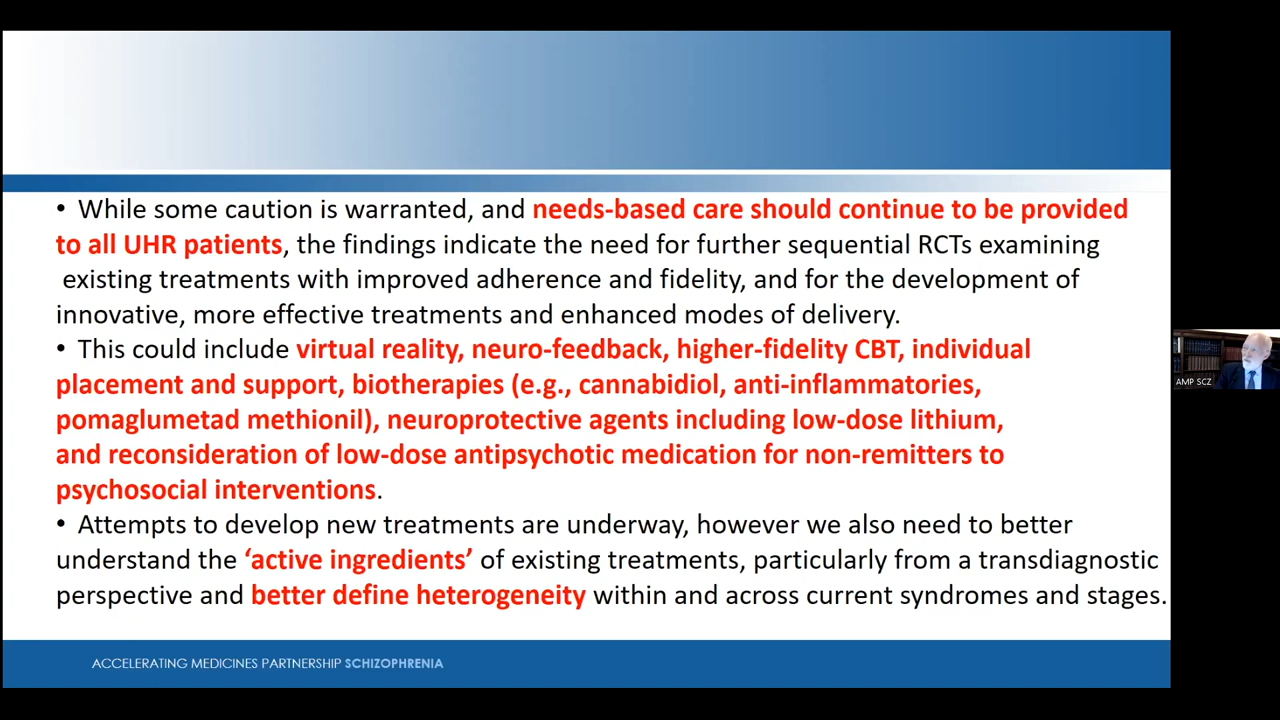 • While some caution is warranted, and needs-based care should continue to be provided
to all UHR patients, the findings indicate the need for further sequential RCTs examining
existing treatments with improved adherence and fidelity, and for the development of
innovative, more effective treatments and enhanced modes of delivery.
• This could include virtual reality, neuro-feedback, higher-fidelity CBT, individual
placement and support, biotherapies (e.g., cannabidiol, anti-inflammatories,
pomaglumetad methionil), neuroprotective agents including low-dose lithium,
and reconsideration of low-dose antipsychotic medication for non-remitters to
psychosocial interventions.
• Attempts to develop new treatments are underway, however we also need to better
understand the ‘active ingredients’ of existing treatments, particularly from a transdiagnostic
perspective and better define heterogeneity within and across current syndromes and stages.
ACCELERATING MEDICINES PARTNERSHIP SCHIZOPHRENIA
AMP SCZ